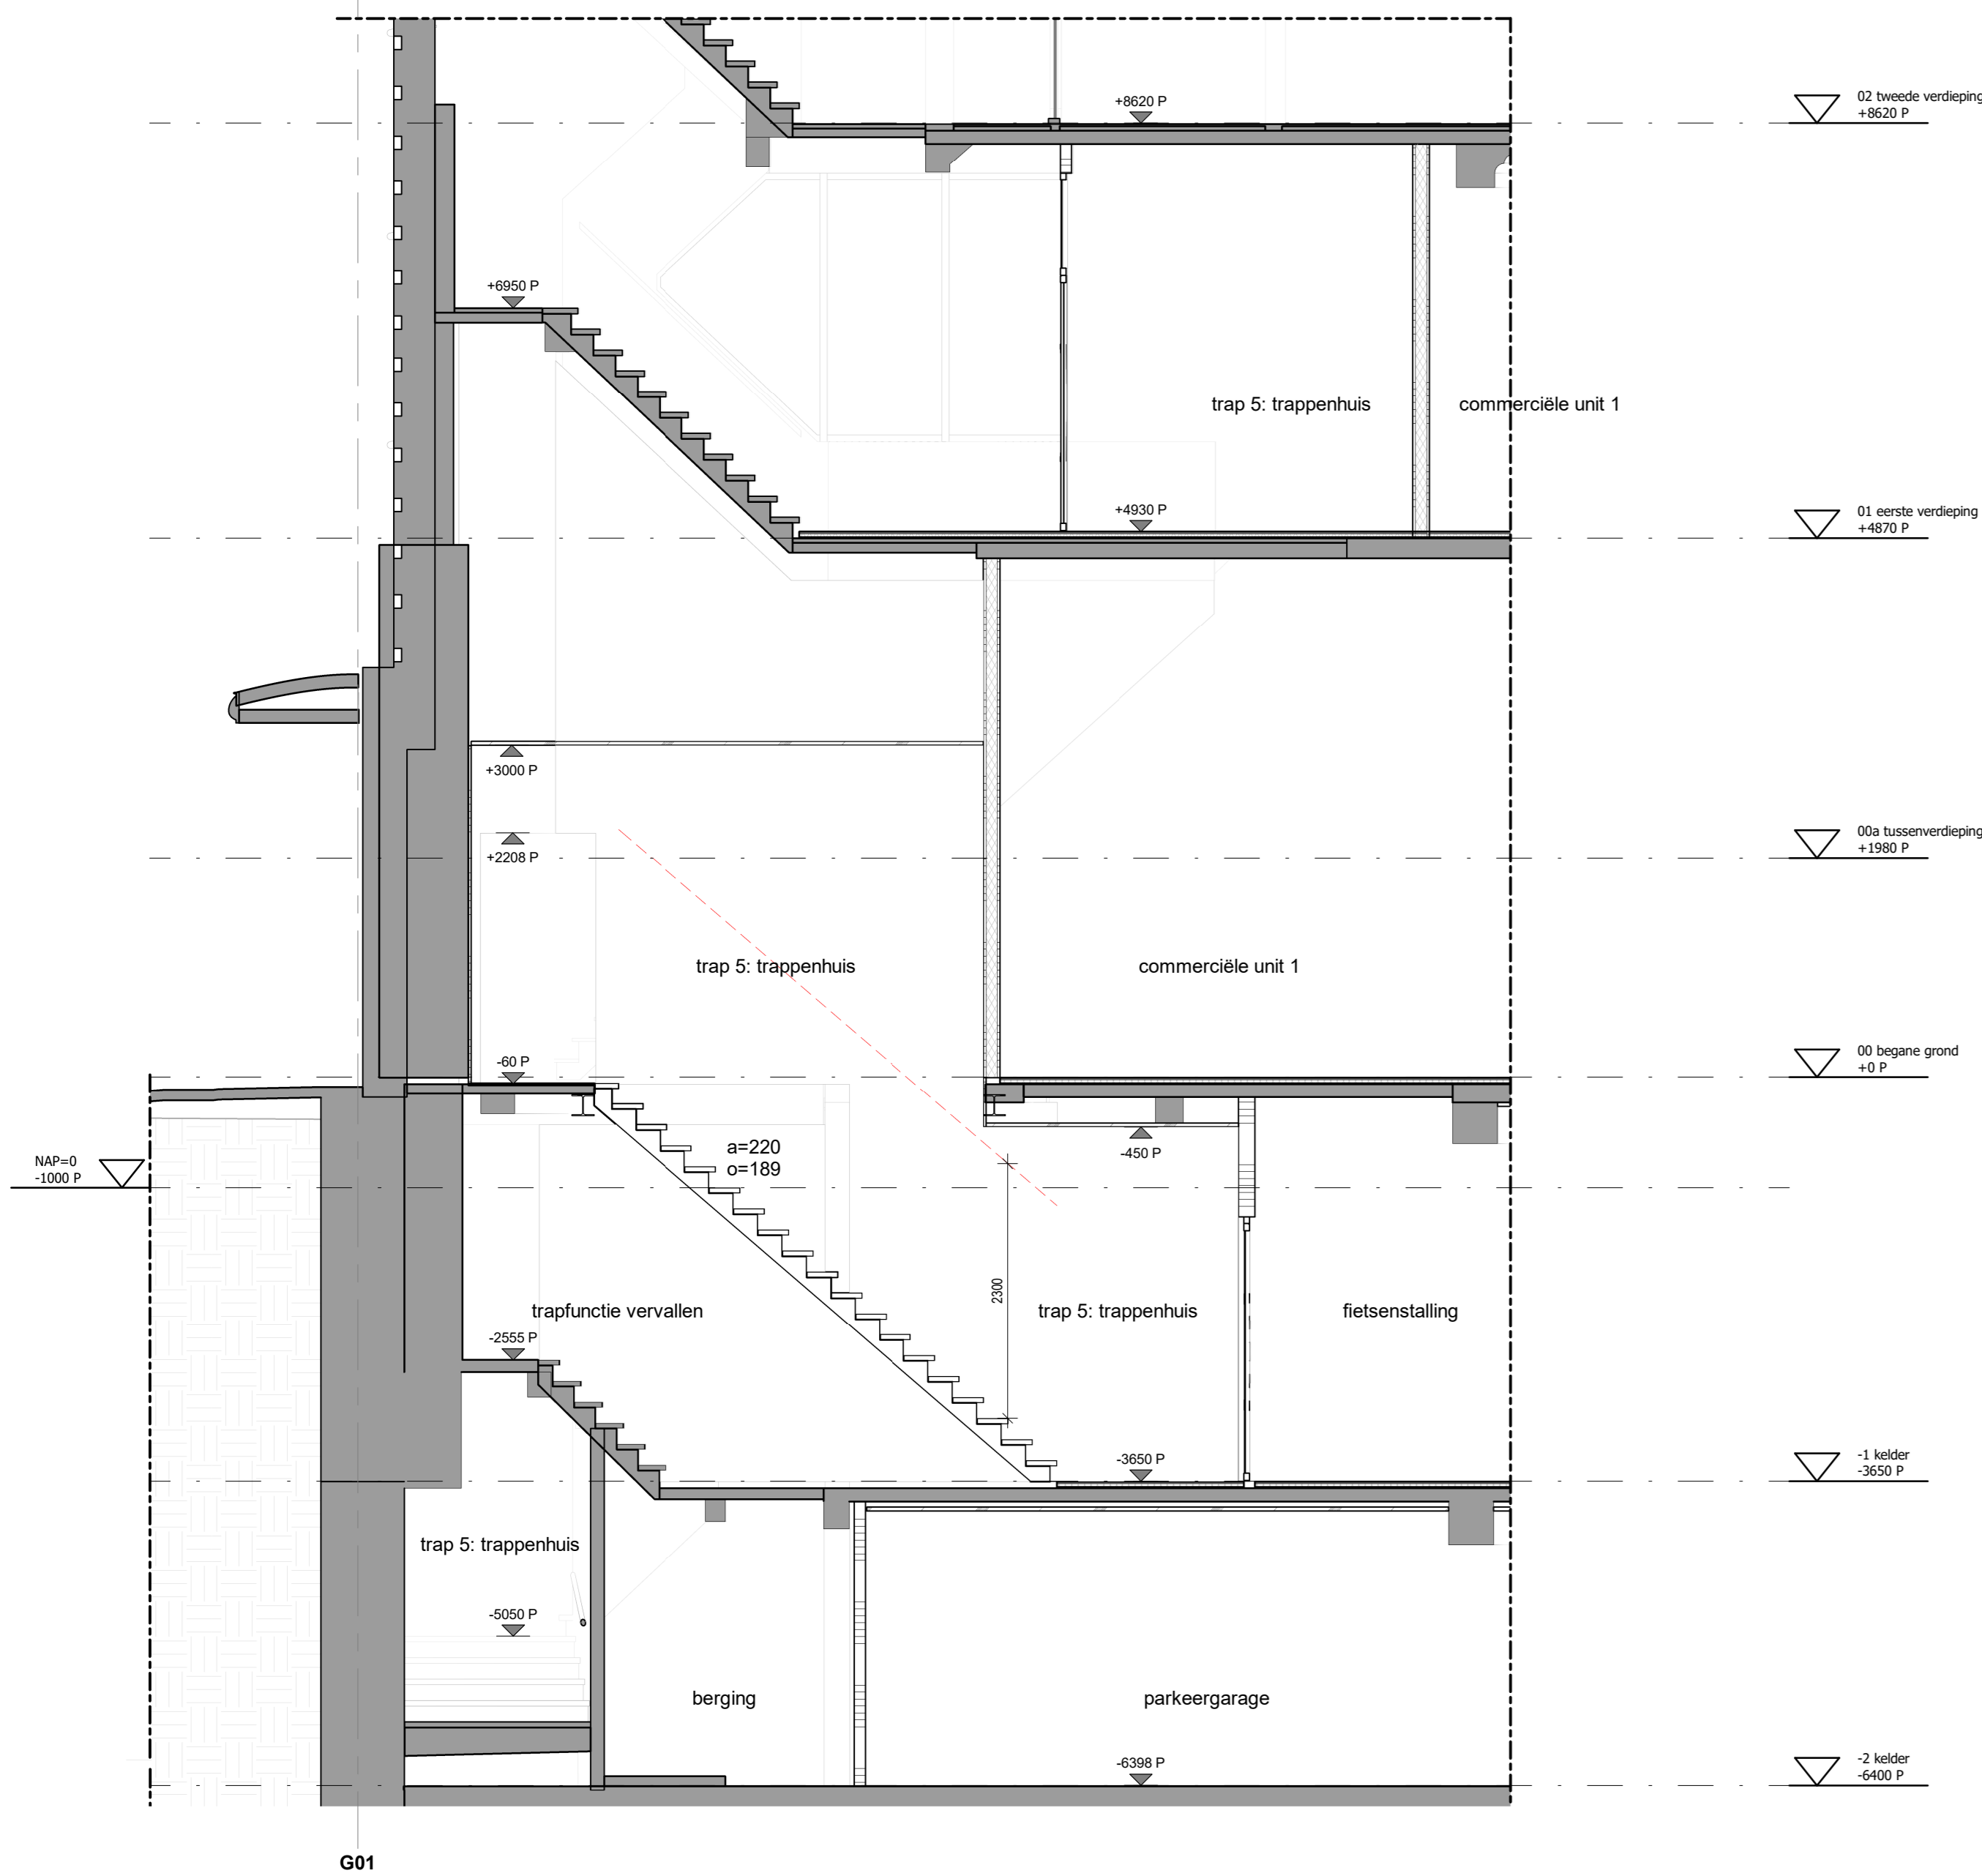 +8620 P
02 tweede verdieping
+8620 P
+6950 P
trap 5: trappenhuis
commerciële unit 1
+4930 P
01 eerste verdieping
+4870 P
+3000 P
+2208 P
00a tussenverdieping
+1980 P
trap 5: trappenhuis
commerciële unit 1
-60 P
00 begane grond
+0 P
a=220
o=189
-450 P
NAP=0
-1000 P
2300
trapfunctie vervallen
trap 5: trappenhuis
fietsenstalling
-2555 P
-3650 P
-1 kelder
-3650 P
trap 5: trappenhuis
-5050 P
berging
parkeergarage
-6398 P
-2 kelder
-6400 P
G01